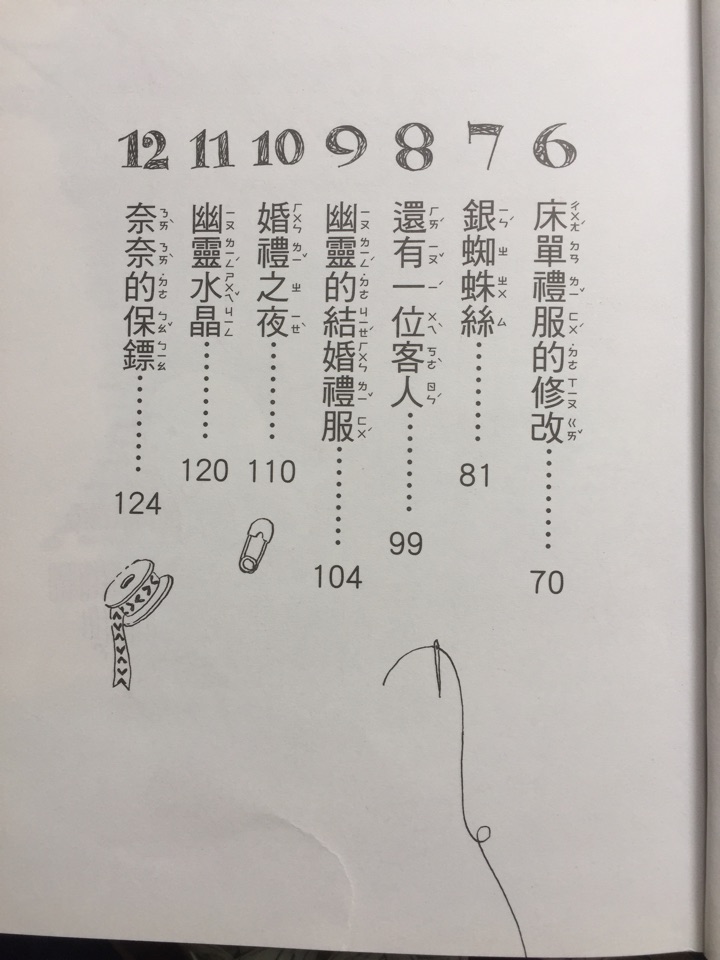 6 床單禮服的修改…………70
7 銀蜘蛛絲…………81
8 還有一位客人…………99
9 幽靈的結婚禮服…………104
10 婚禮之夜…………110
11 幽靈水晶…………120
12 奈奈的保鏢…………124